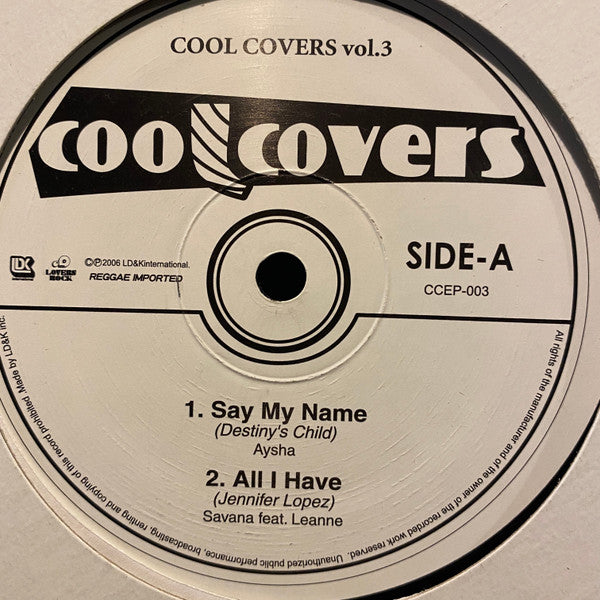 COOL COVERS vol.3
cool covers
SIDE-A
CCEP-003
LDK
LOVERS
ROCK
©℗2006 LD&Kinternational.
REGGAE IMPORTED
1. Say My Name
(Destiny's Child)
Aysha
2. All I Have
(Jennifer Lopez)
Savana feat. Leanne
All rights of the manufacturer and of the owner of the recorded work reserved. Unauthorized public performance, broadcasting, renting and copying of this record prohibited. Made by LD&K inc.